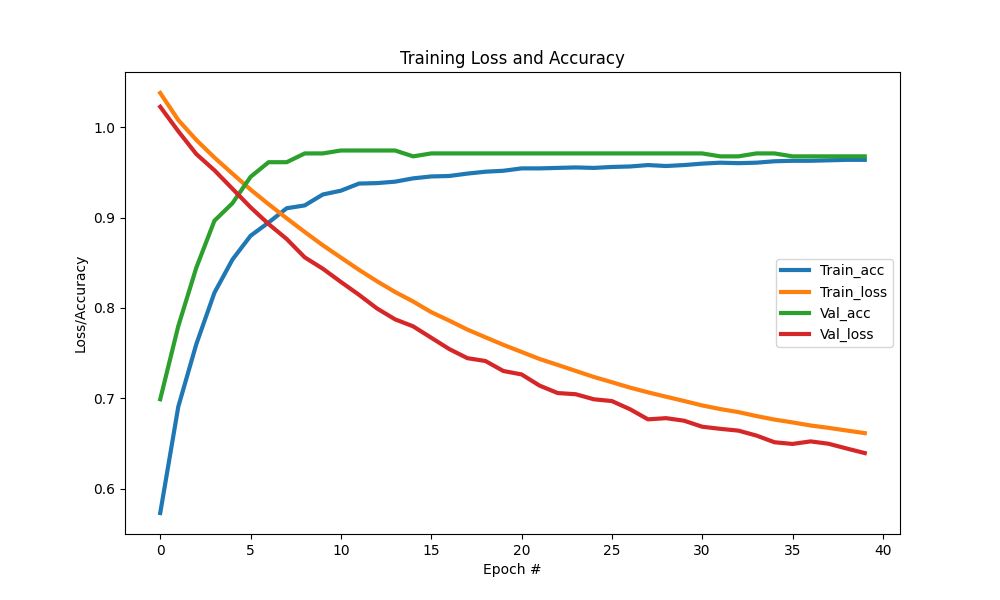 Training Loss and Accuracy
Loss/Accuracy
1.0
0.9
0.8
0.7
0.6
Train_acc
Train_loss
Val_acc
Val_loss
0 5 10 15 20 25 30 35 40
Epoch #